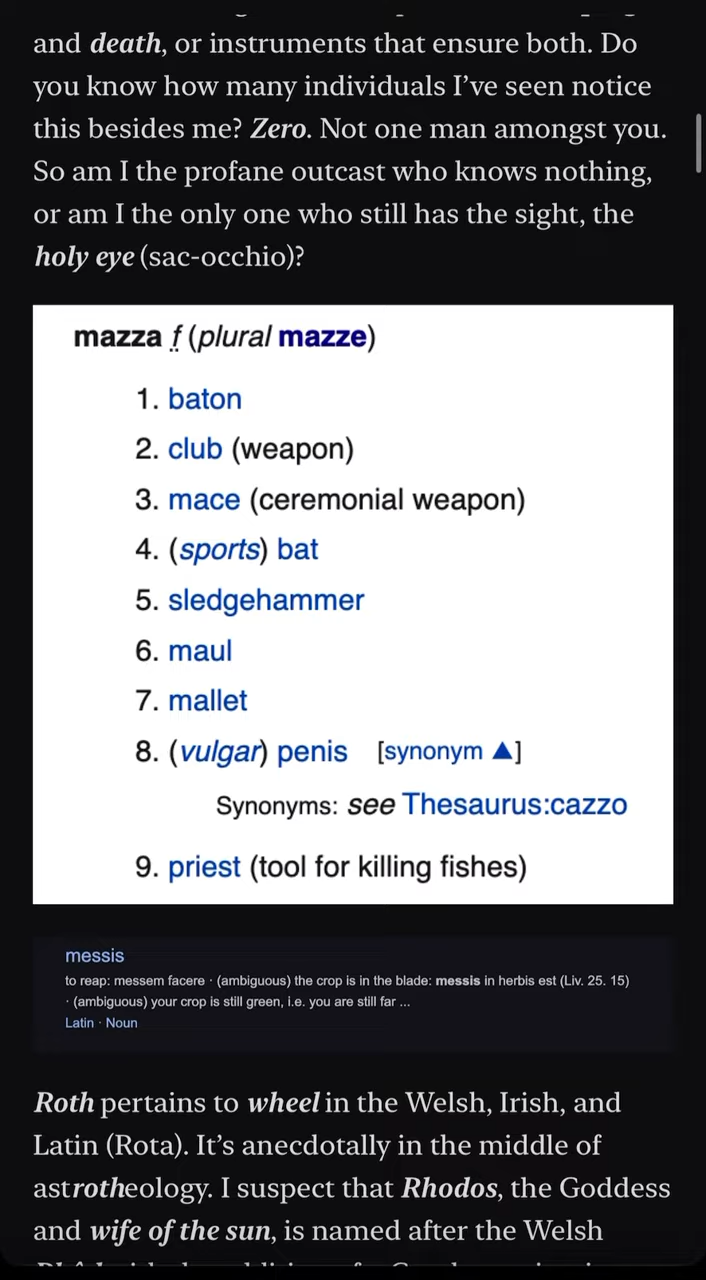 and death, or instruments that ensure both. Do
you know how many individuals I’ve seen notice
this besides me? Zero. Not one man amongst you.
So am I the profane outcast who knows nothing,
or am I the only one who still has the sight, the
holy eye (sac-occhio)?
mazza f (plural mazze)
1. baton
2. club (weapon)
3. mace (ceremonial weapon)
4. (sports) bat
5. sledgehammer
6. maul
7. mallet
8. (vulgar) penis [synonym ▲]
Synonyms: see Thesaurus:cazzo
9. priest (tool for killing fishes)
messis
to reap: messem facere · (ambiguous) the crop is in the blade: messis in herbis est (Liv. 25. 15)
· (ambiguous) your crop is still green, i.e. you are still far ...
Latin · Noun
Roth pertains to wheel in the Welsh, Irish, and
Latin (Rota). It’s anecdotally in the middle of
astrotheology. I suspect that Rhodos, the Goddess
and wife of the sun, is named after the Welsh